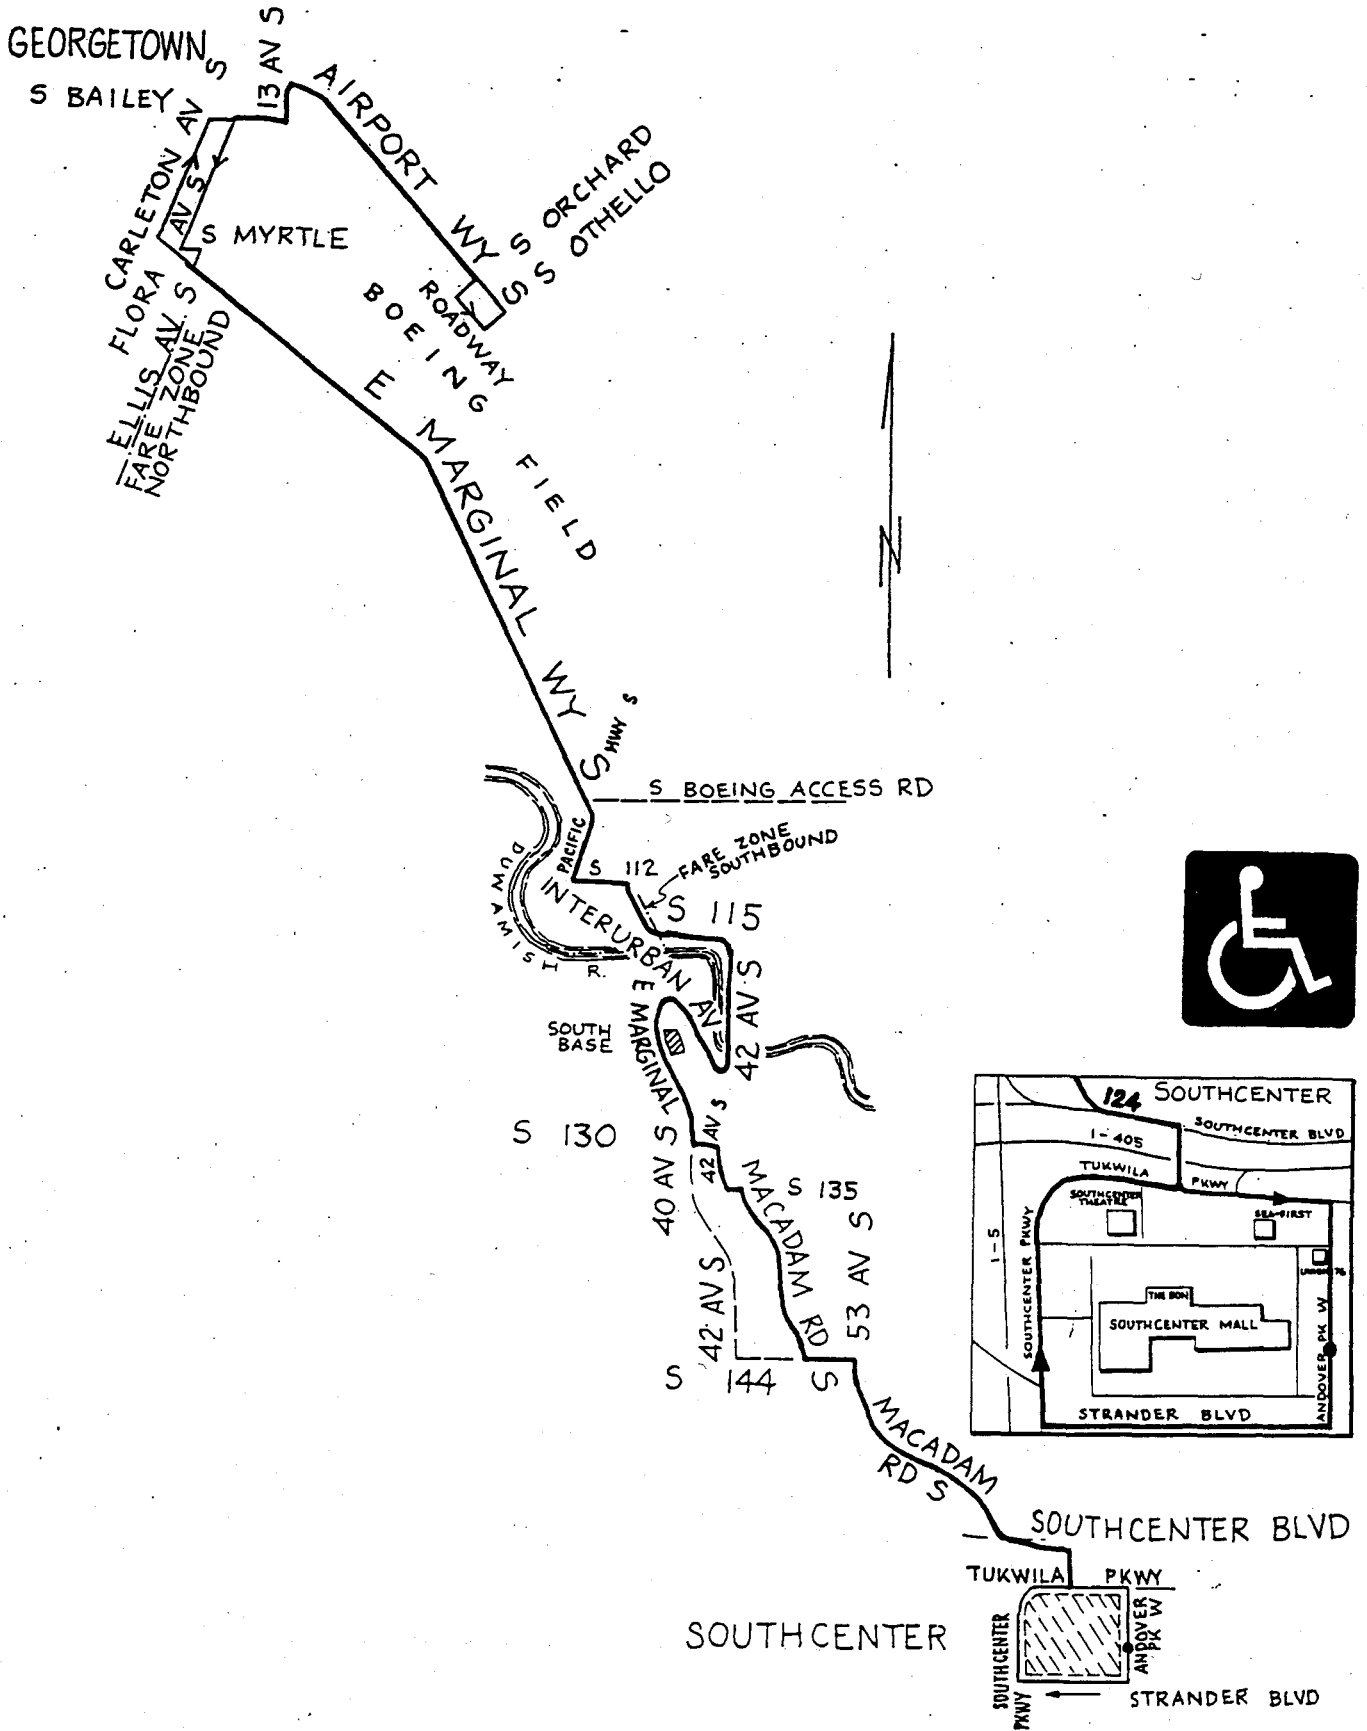 GEORGETOWN
S BAILEY
13 AV S
AIRPORT WY S
CARLETON AV S
S ORCHARD
S OTHELLO
FLORA AV S
S MYRTLE
ROADWAY
BOEING FIELD
ELLIS AV S
FARE ZONE
NORTHBOUND
E MARGINAL WY S
N
PACIFIC HWY S
S BOEING ACCESS RD
FARE ZONE
SOUTHBOUND
S 112
DUWAMISH R.
INTERURBAN AV
S 115
42 AV S
E MARGINAL
SOUTH
BASE
S 130
40 AV S
42 AV S
S 135
MACADAM RD S
53 AV S
42 AV S
S 144
MACADAM
RD S
SOUTHCENTER BLVD
TUKWILA PKWY
SOUTHCENTER
SOUTHCENTER
PKWY
ANDOVER
PK W
STRANDER BLVD
124 SOUTHCENTER
SOUTHCENTER BLVD
I-405
TUKWILA PKWY
SOUTHCENTER
THEATRE
SEA-FIRST
I-5
SOUTHCENTER PKWY
THE BON
SOUTHCENTER MALL
ANDOVER PK W
STRANDER BLVD